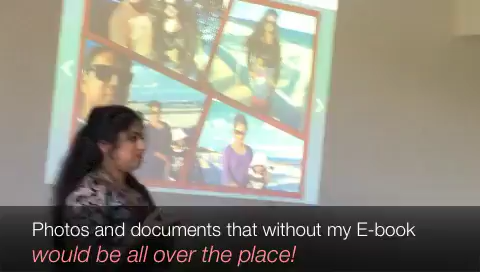 Photos and documents that without my E-book
would be all over the place!